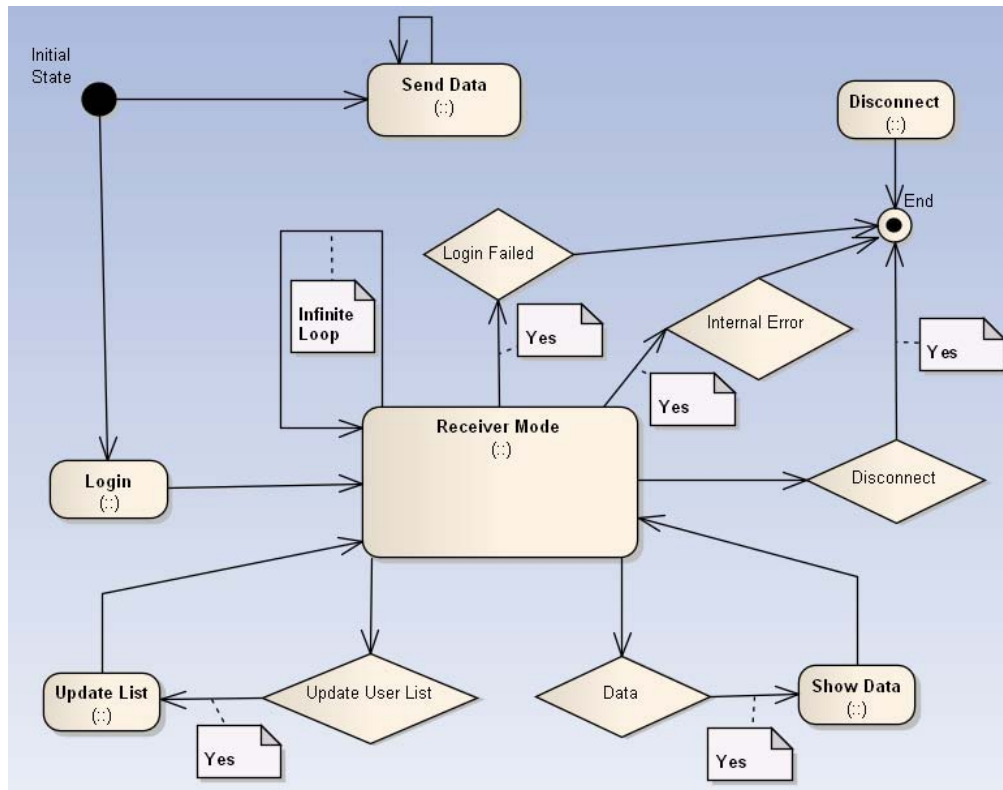 Initial
State
Send Data
(::)
Disconnect
(::)
End
Login Failed
Infinite
Loop
Yes
Internal Error
Yes
Yes
Receiver Mode
(::)
Login
(::)
Disconnect
Update List
(::)
Update User List
Data
Show Data
(::)
Yes
Yes